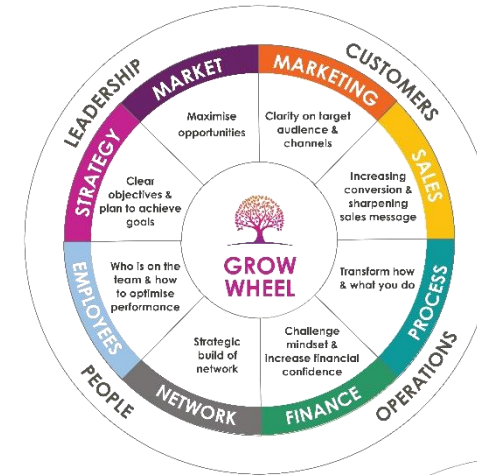 LEADERSHIP
CUSTOMERS
OPERATIONS
PEOPLE
MARKET
MARKETING
SALES
PROCESS
FINANCE
NETWORK
EMPLOYEES
STRATEGY
Maximise
opportunities
Clarity on target
audience &
channels
Increasing
conversion &
sharpening
sales message
Transform how
& what you do
Challenge
mindset &
increase financial
confidence
Strategic
build of
network
Who is on the
team & how
to optimise
performance
Clear
objectives &
plan to achieve
goals
GROW
WHEEL